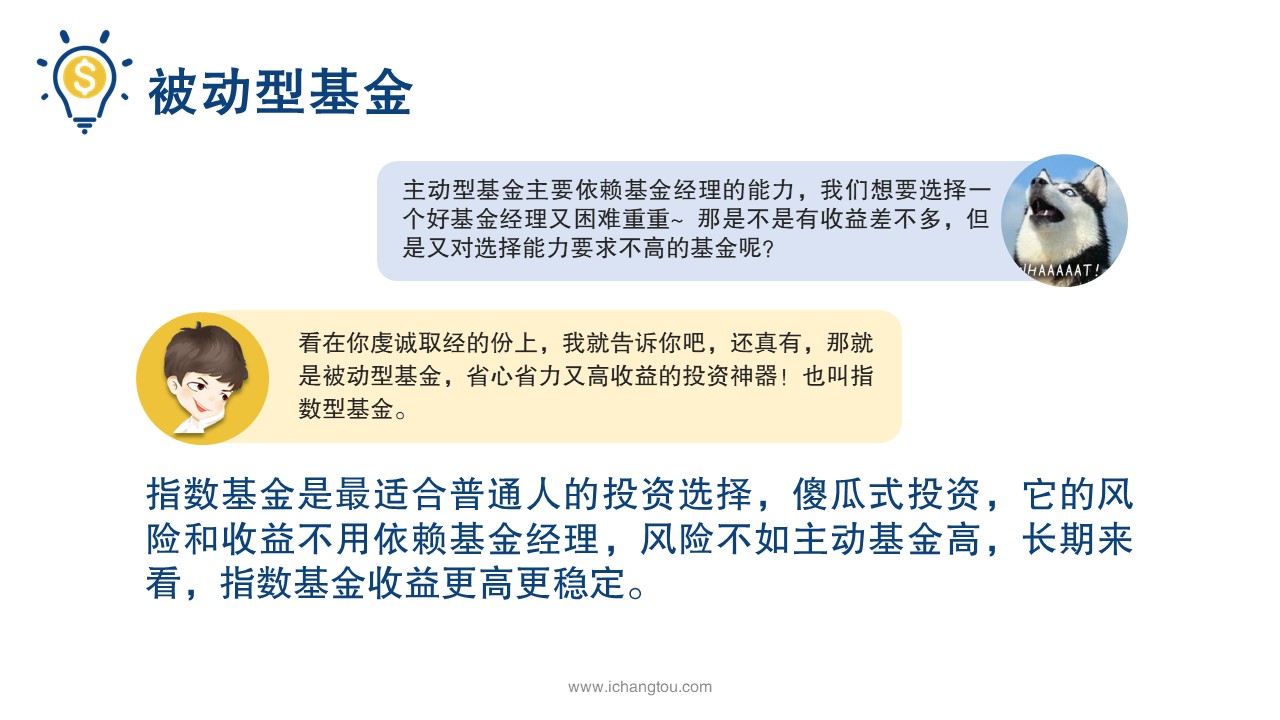 被动型基金
主动型基金主要依赖基金经理的能力，我们想要选择一
个好基金经理又困难重重~ 那是不是有收益差不多，但
是又对选择能力要求不高的基金呢?
HAAAAAT!
看在你虔诚取经的份上，我就告诉你吧，还真有，那就
是被动型基金，省心省力又高收益的投资神器！也叫指
数型基金。
指数基金是最适合普通人的投资选择，傻瓜式投资，它的风
险和收益不用依赖基金经理，风险不如主动基金高，长期来
看，指数基金收益更高更稳定。
www.ichangtou.com